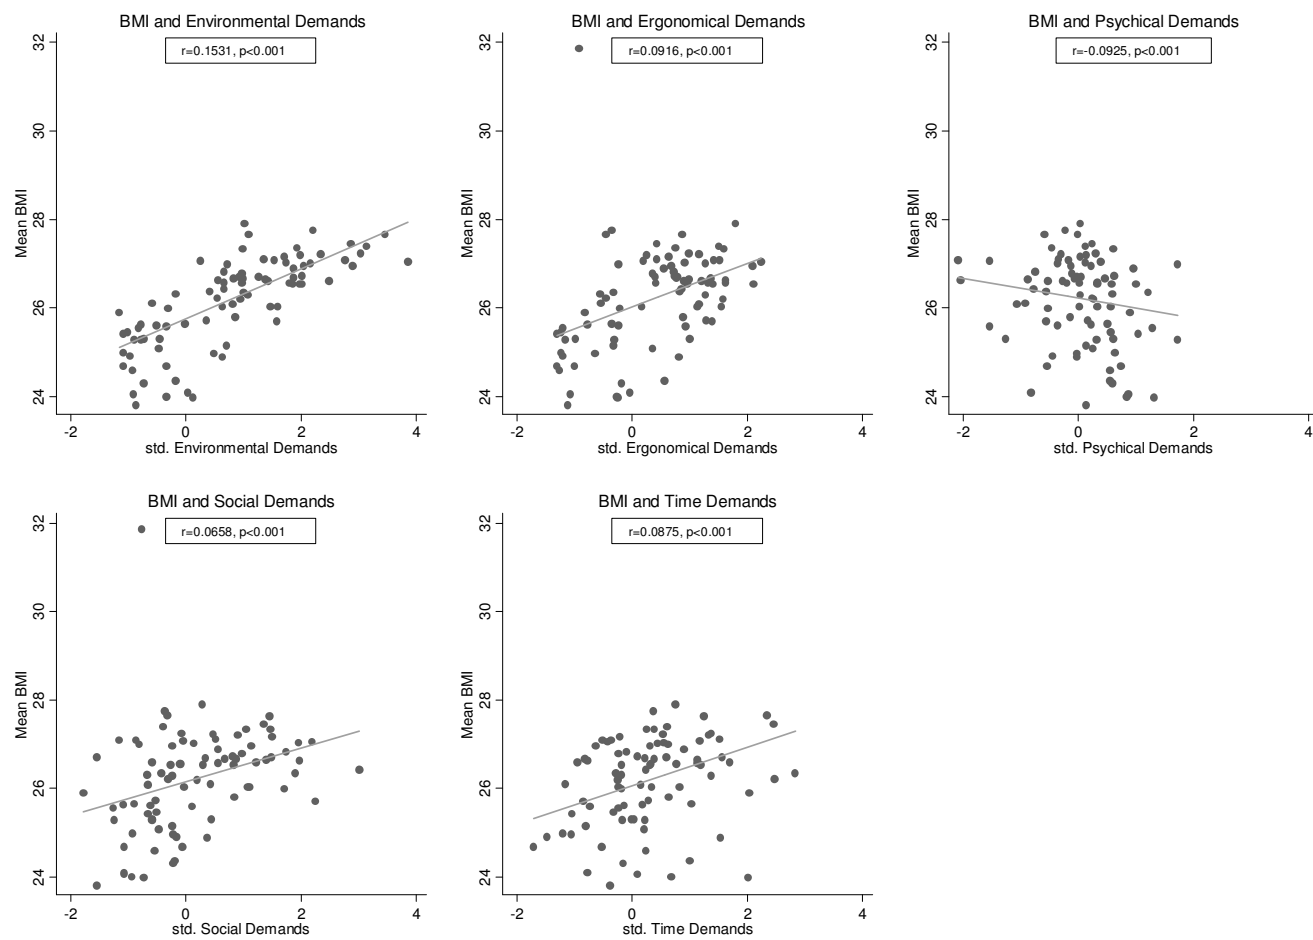 BMI and Environmental Demands
r=0.1531, p<0.001
Mean BMI
32
30
28
26
24
-2 0 2 4
std. Environmental Demands
BMI and Ergonomical Demands
r=0.0916, p<0.001
Mean BMI
32
30
28
26
24
-2 0 2 4
std. Ergonomical Demands
BMI and Psychical Demands
r=-0.0925, p<0.001
Mean BMI
32
30
28
26
24
-2 0 2 4
std. Psychical Demands
BMI and Social Demands
r=0.0658, p<0.001
Mean BMI
32
30
28
26
24
-2 0 2 4
std. Social Demands
BMI and Time Demands
r=0.0875, p<0.001
Mean BMI
32
30
28
26
24
-2 0 2 4
std. Time Demands